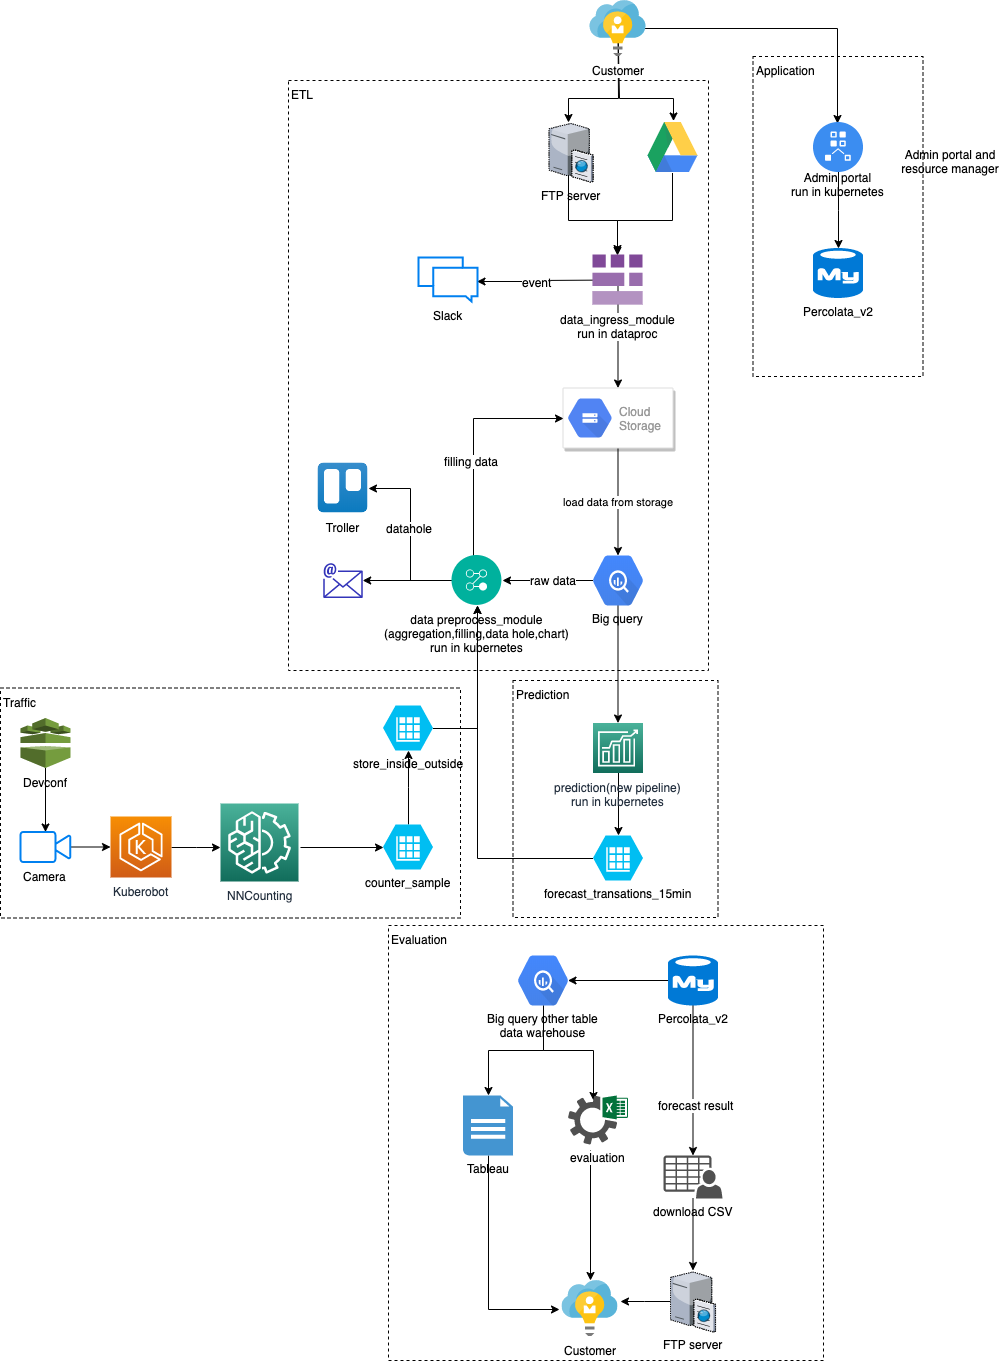 Customer
Application
ETL
Admin portal
run in kubernetes
Admin portal and
resource manager
FTP server
event
Slack
Percolata_v2
data_ingress_module
run in dataproc
Cloud
Storage
filling data
load data from storage
Troller
datahole
@
raw data
data preprocess_module
(aggregation,filling,data hole,chart)
run in kubernetes
Big query
Traffic
Prediction
Devconf
store_inside_outside
prediction(new pipeline)
run in kubernetes
Camera
K
Kuberobot
NNCounting
counter_sample
forecast_transations_15min
Evaluation
My
My
Big query other table
data warehouse
Percolata_v2
X
forecast result
Tableau
evaluation
download CSV
Customer
FTP server